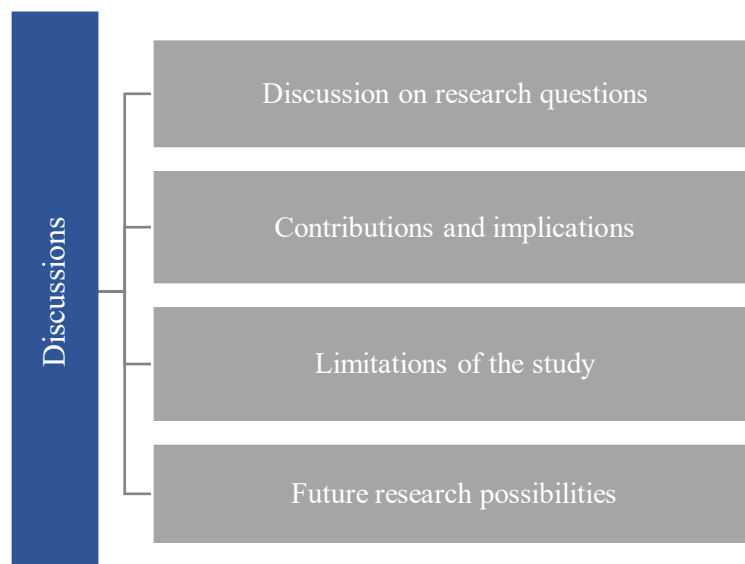 Discussions
Discussion on research questions
Contributions and implications
Limitations of the study
Future research possibilities